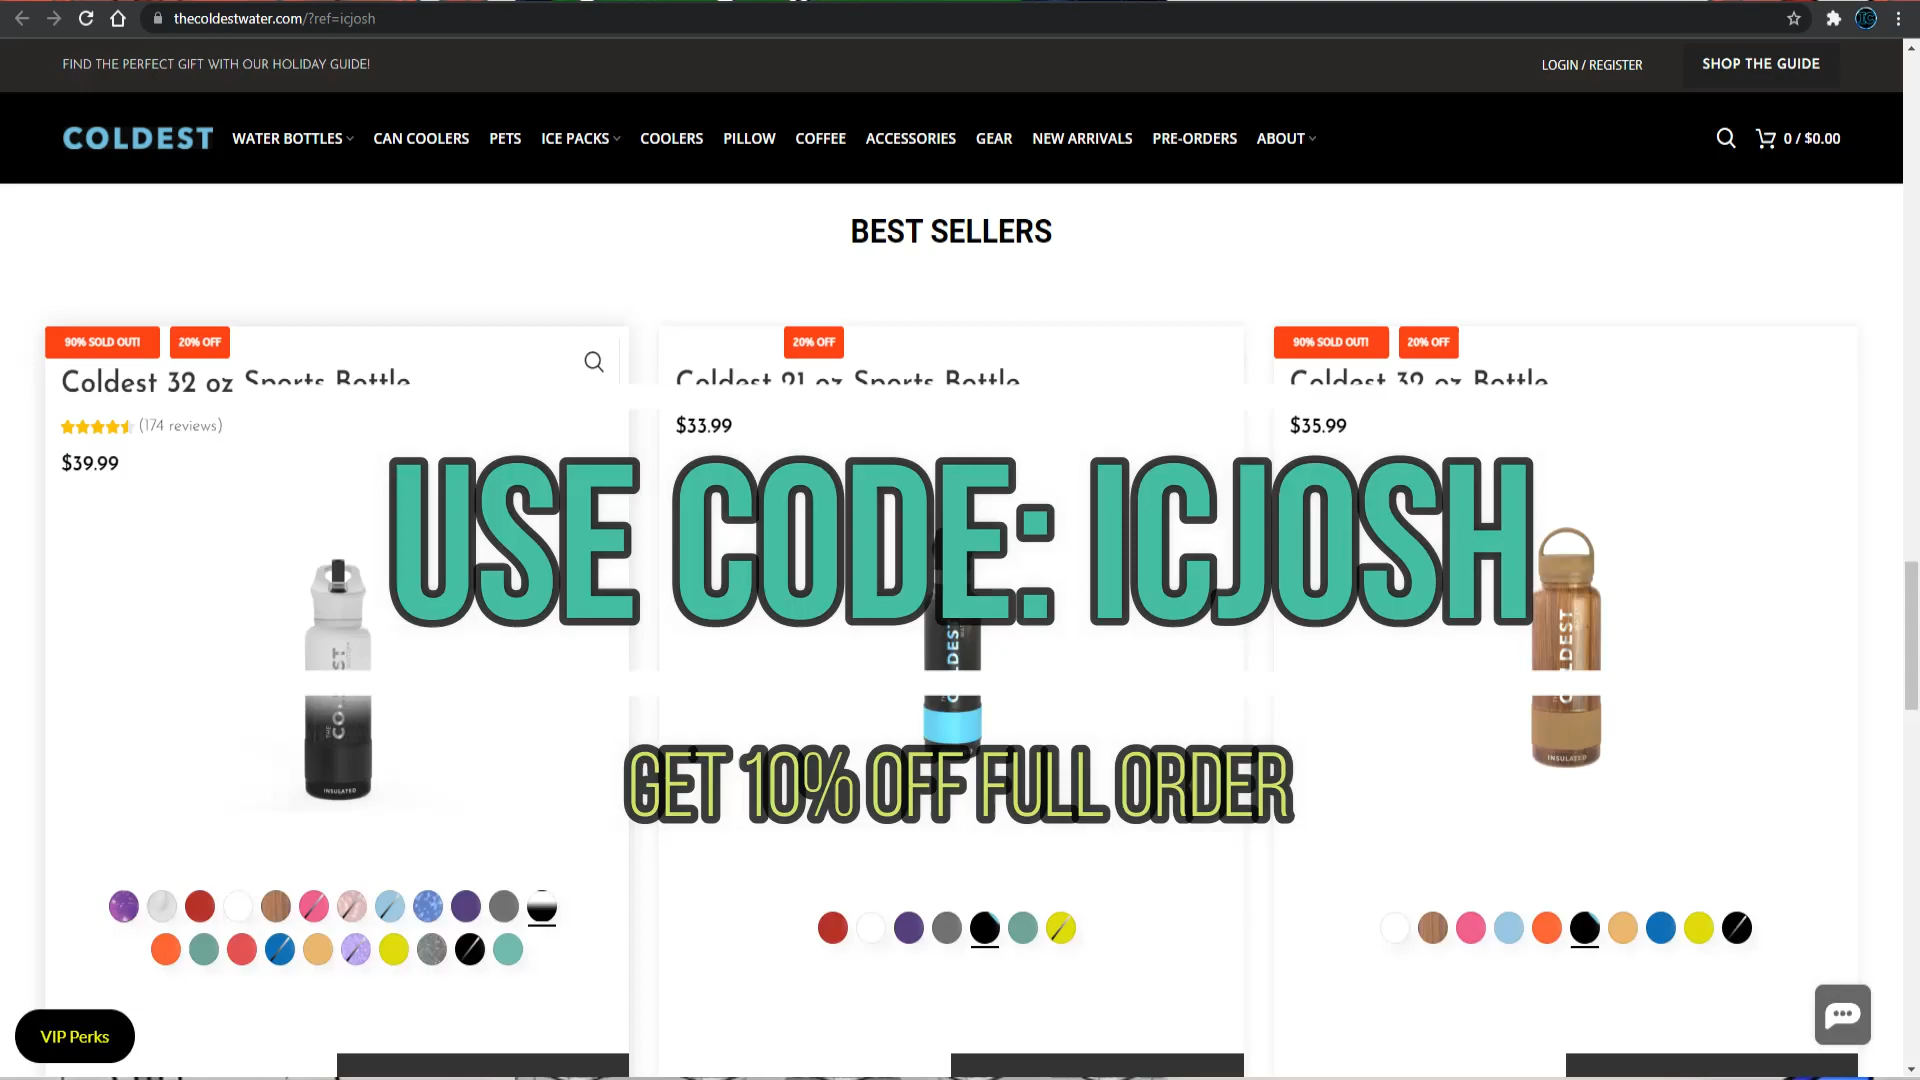 thecoldestwater.com/?ref=icjosh
FIND THE PERFECT GIFT WITH OUR HOLIDAY GUIDE!
LOGIN / REGISTER
SHOP THE GUIDE
COLDEST
WATER BOTTLES
CAN COOLERS
PETS
ICE PACKS
COOLERS
PILLOW
COFFEE
ACCESSORIES
GEAR
NEW ARRIVALS
PRE-ORDERS
ABOUT
0 / $0.00
BEST SELLERS
90% SOLD OUT!
20% OFF
Coldest 32 oz Sports Bottle
(174 reviews)
$39.99
20% OFF
Coldest 21 oz Sports Bottle
$33.99
90% SOLD OUT!
20% OFF
Coldest 32 oz Bottle
$35.99
USE CODE: ICJOSH
GET 10% OFF FULL ORDER
THE
INSULATED
INSULATED
VIP Perks